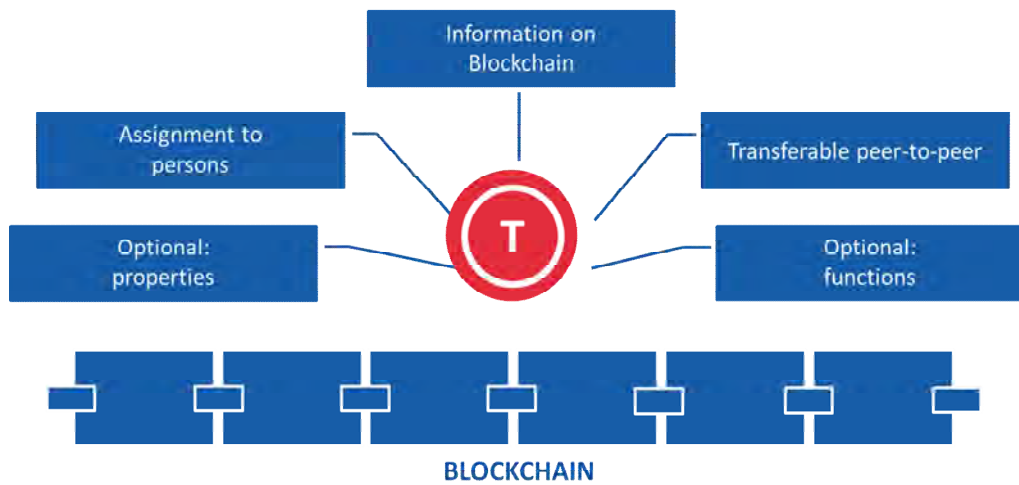 Information on
Blockchain
Assignment to
persons
Transferable peer-to-peer
T
Optional:
properties
Optional:
functions
BLOCKCHAIN